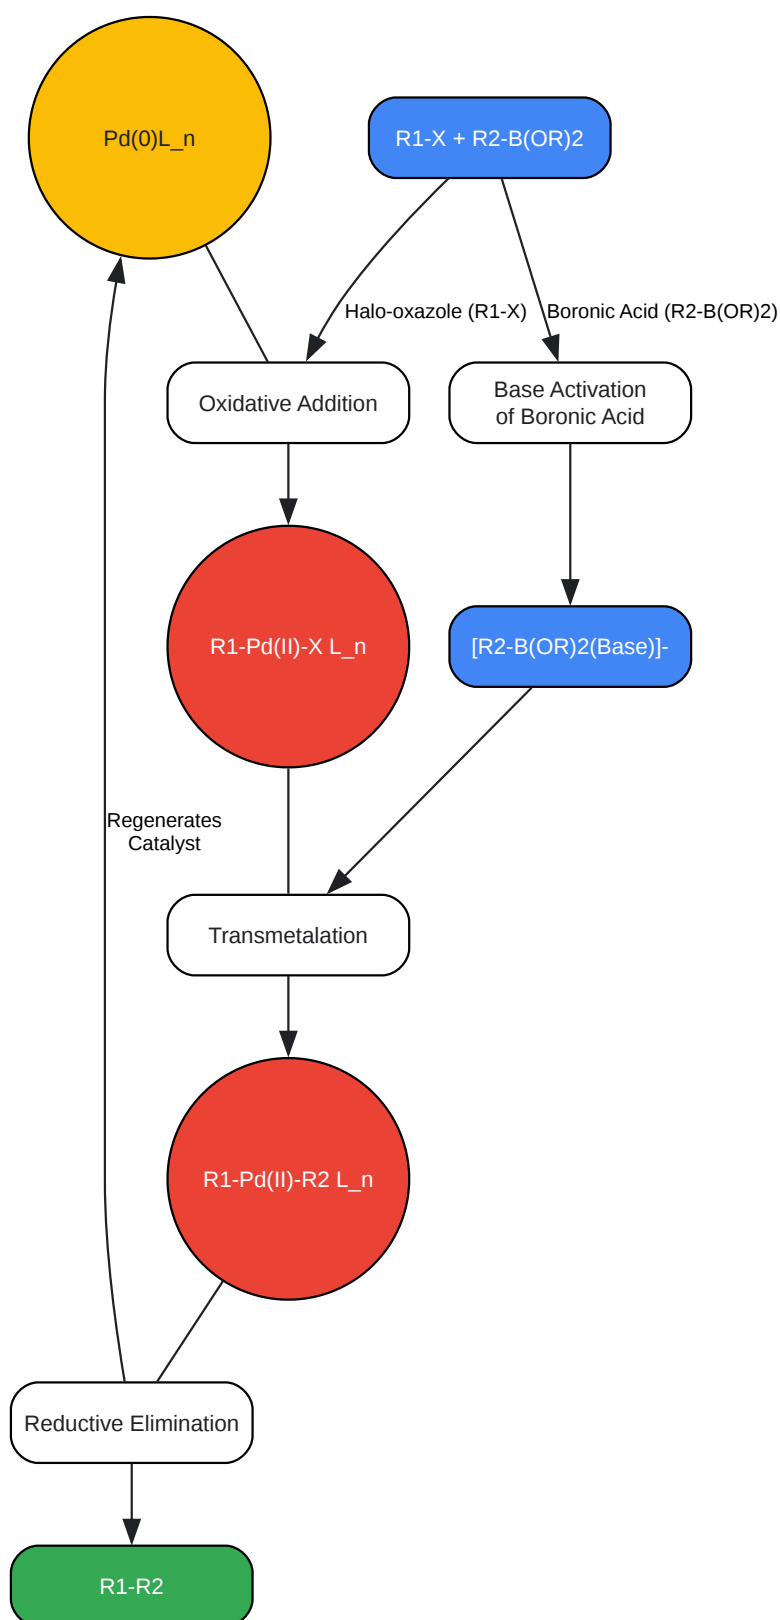 Pd(0)L_n
R1-X + R2-B(OR)2
Halo-oxazole (R1-X)
Boronic Acid (R2-B(OR)2)
Oxidative Addition
Base Activation
of Boronic Acid
R1-Pd(II)-X L_n
[R2-B(OR)2(Base)]-
Regenerates
Catalyst
Transmetalation
R1-Pd(II)-R2 L_n
Reductive Elimination
R1-R2